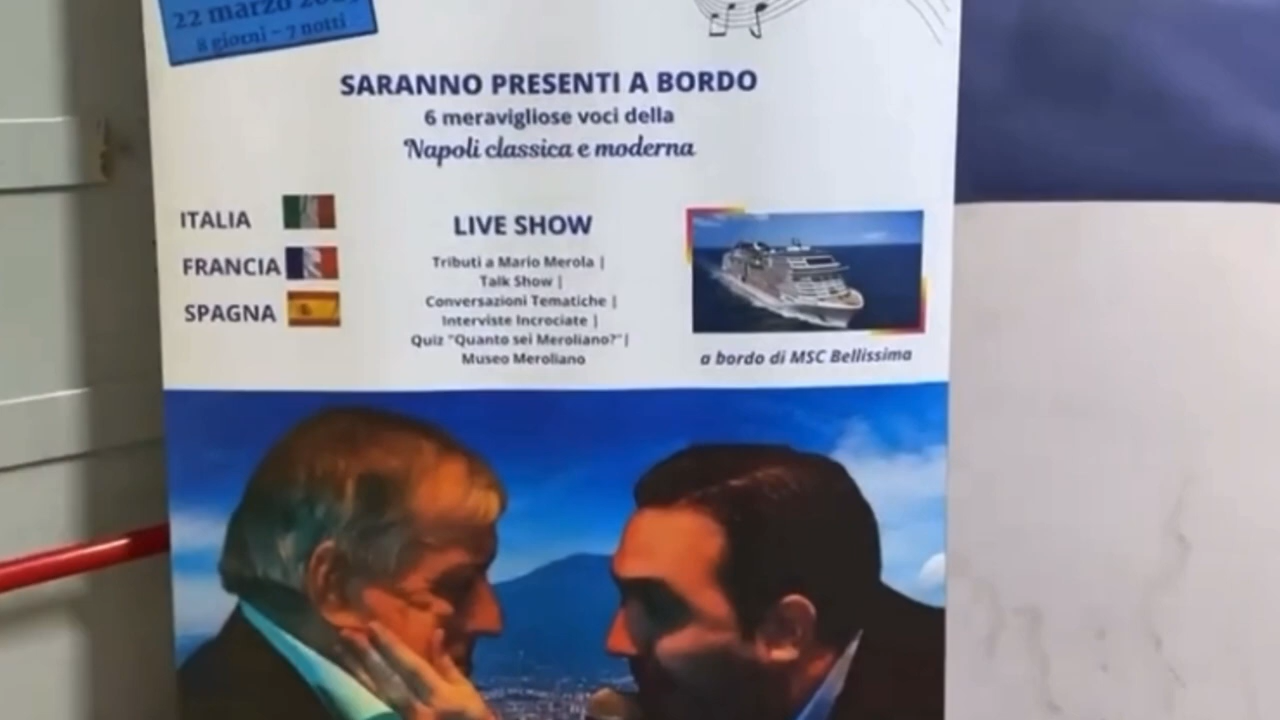 22 marzo
8 giorni - 7 notti
SARANNO PRESENTI A BORDO
6 meravigliose voci della
Napoli classica e moderna
ITALIA
FRANCIA
SPAGNA
LIVE SHOW
Tributi a Mario Merola |
Talk Show |
Conversazioni Tematiche |
Interviste Incrociate |
Quiz "Quanto sei Meroliano?"|
Museo Meroliano
a bordo di MSC Bellissima